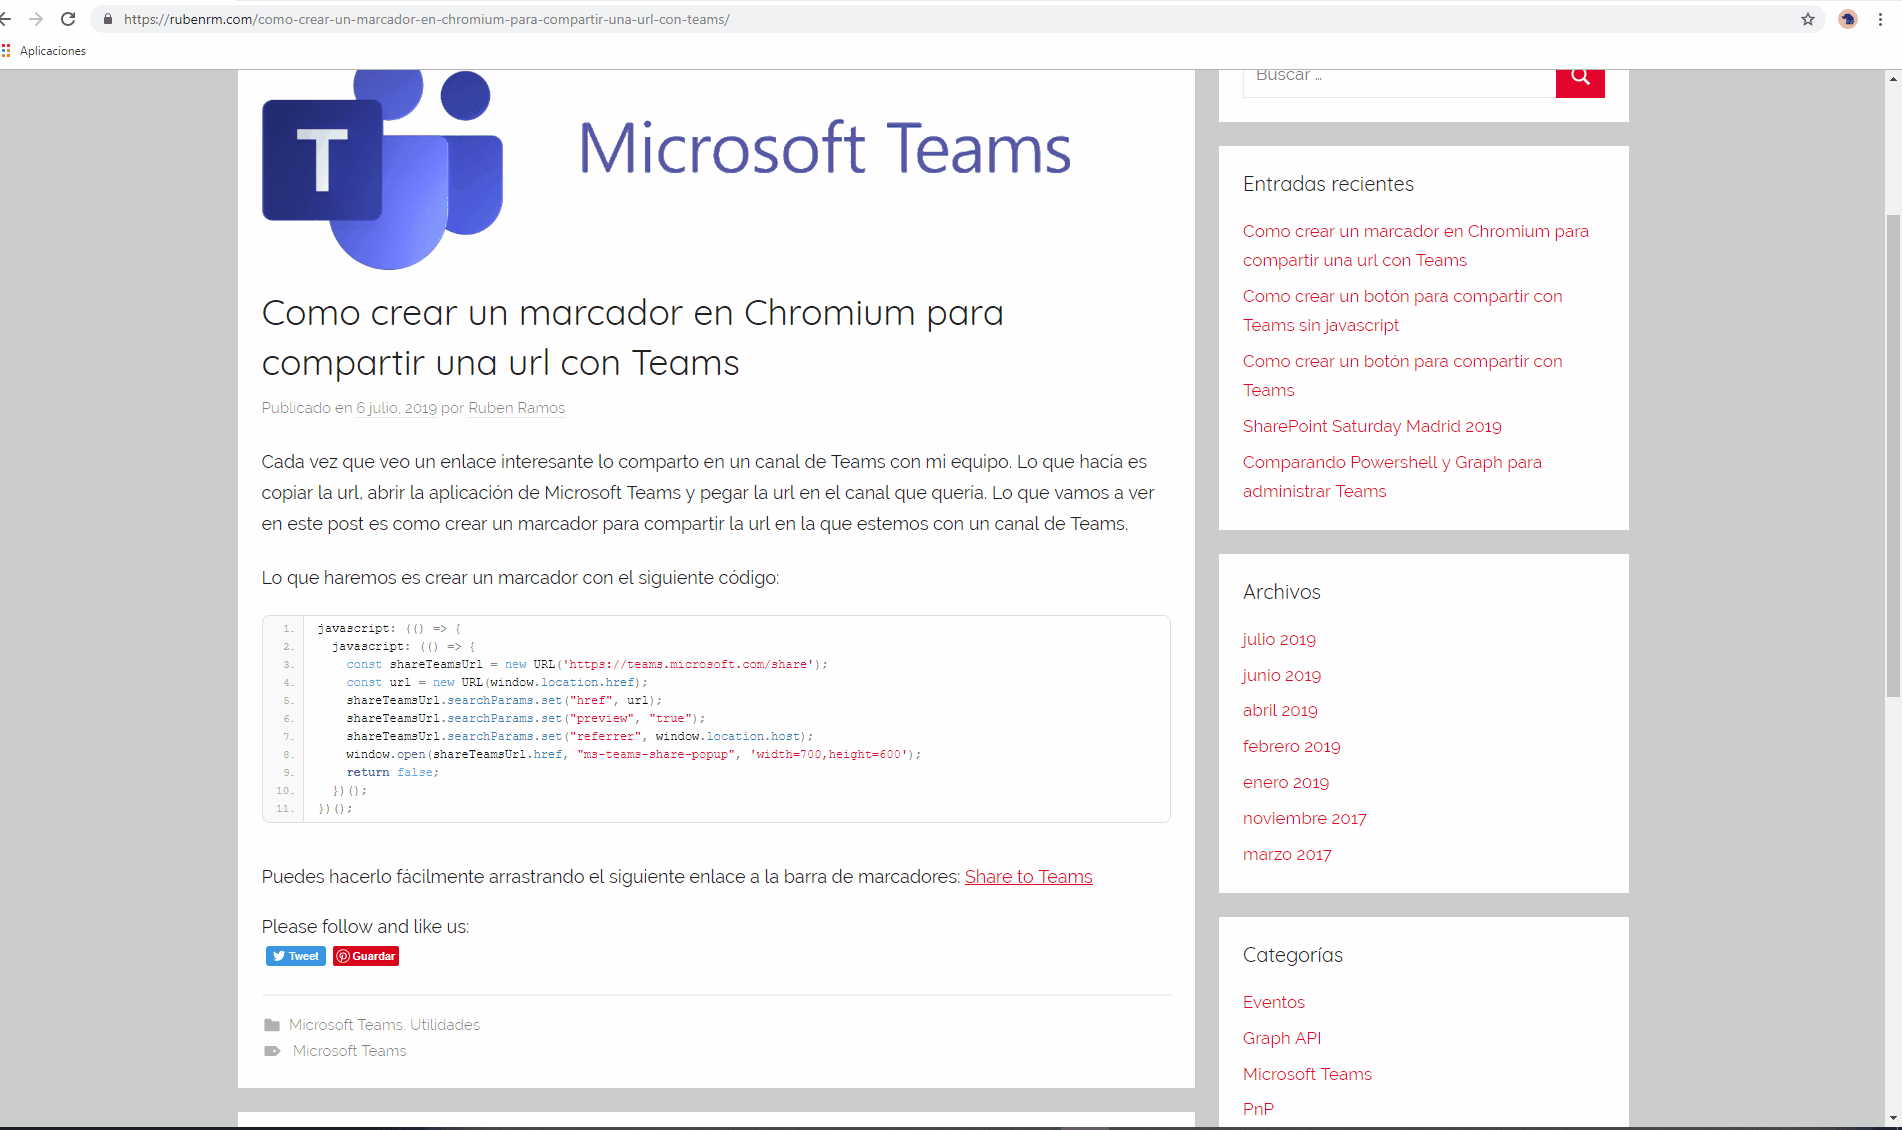 https://rubenrm.com/como-crear-un-marcador-en-chromium-para-compartir-una-url-con-teams/
Aplicaciones
T
Microsoft Teams
Como crear un marcador en Chromium para
compartir una url con Teams
Publicado en 6 julio, 2019 por Ruben Ramos
Cada vez que veo un enlace interesante lo comparto en un canal de Teams con mi equipo. Lo que hacía es
copiar la url, abrir la aplicación de Microsoft Teams y pegar la url en el canal que quería. Lo que vamos a ver
en este post es como crear un marcador para compartir la url en la que estemos con un canal de Teams.
Lo que haremos es crear un marcador con el siguiente código:
1. javascript: (() => {
2. javascript: (() => {
3. const shareTeamsUrl = new URL('https://teams.microsoft.com/share');
4. const url = new URL(window.location.href);
5. shareTeamsUrl.searchParams.set("href", url);
6. shareTeamsUrl.searchParams.set("preview", "true");
7. shareTeamsUrl.searchParams.set("referrer", window.location.host);
8. window.open(shareTeamsUrl.href, "ms-teams-share-popup", 'width=700,height=600');
9. return false;
10. })();
11. })();
Puedes hacerlo fácilmente arrastrando el siguiente enlace a la barra de marcadores: Share to Teams
Please follow and like us:
Tweet Guardar
Microsoft Teams, Utilidades
Microsoft Teams
Buscar …
Entradas recientes
Como crear un marcador en Chromium para
compartir una url con Teams
Como crear un botón para compartir con
Teams sin javascript
Como crear un botón para compartir con
Teams
SharePoint Saturday Madrid 2019
Comparando Powershell y Graph para
administrar Teams
Archivos
julio 2019
junio 2019
abril 2019
febrero 2019
enero 2019
noviembre 2017
marzo 2017
Categorías
Eventos
Graph API
Microsoft Teams
PnP